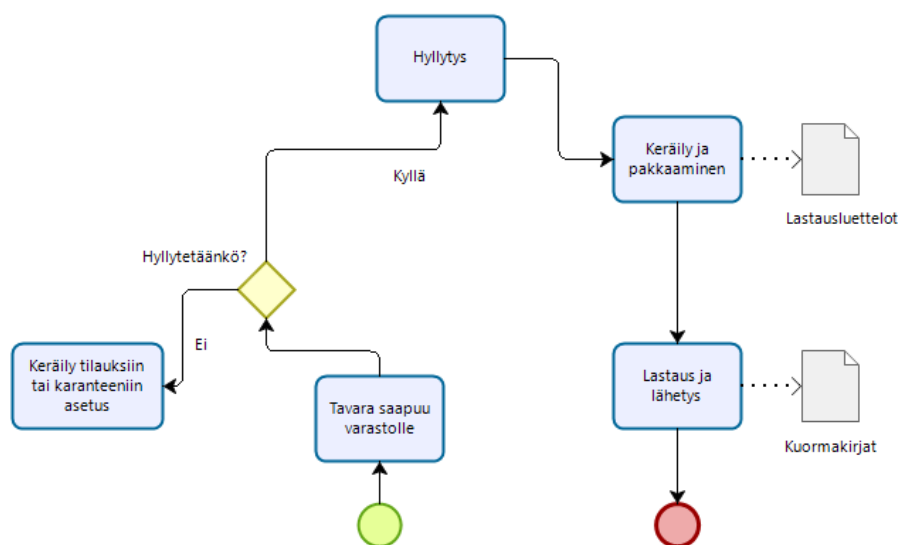 Hyllytys
Keräily ja
pakkaaminen
Lastausluettelot
Kyllä
Hyllytetäänkö?
Ei
Keräily tilauksiin
tai karanteeniin
asetus
Tavara saapuu
varastolle
Lastaus ja
lähetys
Kuormakirjat